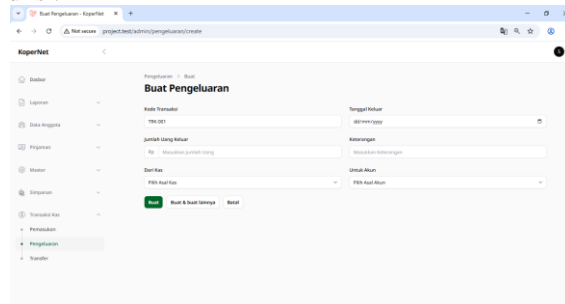 Buat Pengeluaran - KoperNet
Not secure project.test/admin/pengeluaran/create
KoperNet
Dasbor
Laporan
Data Anggota
Pinjaman
Master
Simpanan
Transaksi Kas
Pemasukan
Pengeluaran
Transfer
Pengeluaran > Buat
Buat Pengeluaran
Kode Transaksi
Tanggal Keluar
TBK-001
dd/mm/yyyy
Jumlah Uang Keluar
Keterangan
Rp Masukkan Jumlah Uang
Masukkan Keterangan
Dari Kas
Untuk Akun
Pilih Asal Kas
Pilih Asal Akun
Buat
Buat & buat lainnya
Batal